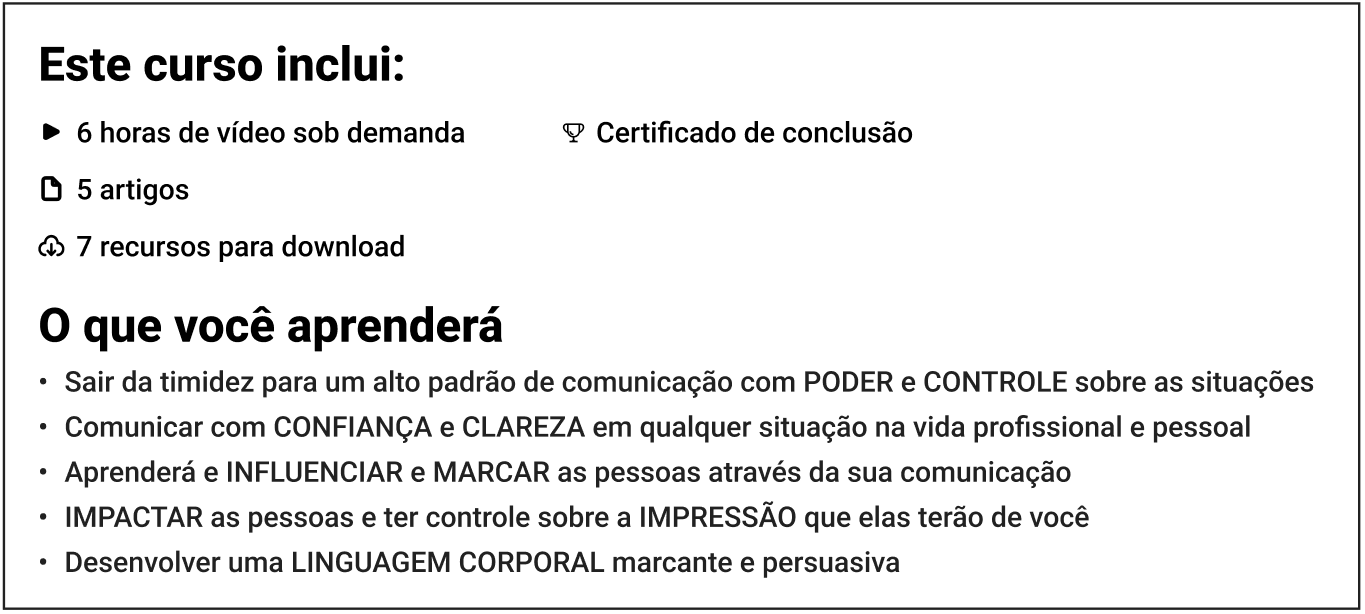 Este curso inclui:
6 horas de vídeo sob demanda
Certificado de conclusão
5 artigos
7 recursos para download
O que você aprenderá
• Sair da timidez para um alto padrão de comunicação com PODER e CONTROLE sobre as situações
• Comunicar com CONFIANÇA e CLAREZA em qualquer situação na vida profissional e pessoal
• Aprenderá e INFLUENCIAR e MARCAR as pessoas através da sua comunicação
• IMPACTAR as pessoas e ter controle sobre a IMPRESSÃO que elas terão de você
• Desenvolver uma LINGUAGEM CORPORAL marcante e persuasiva